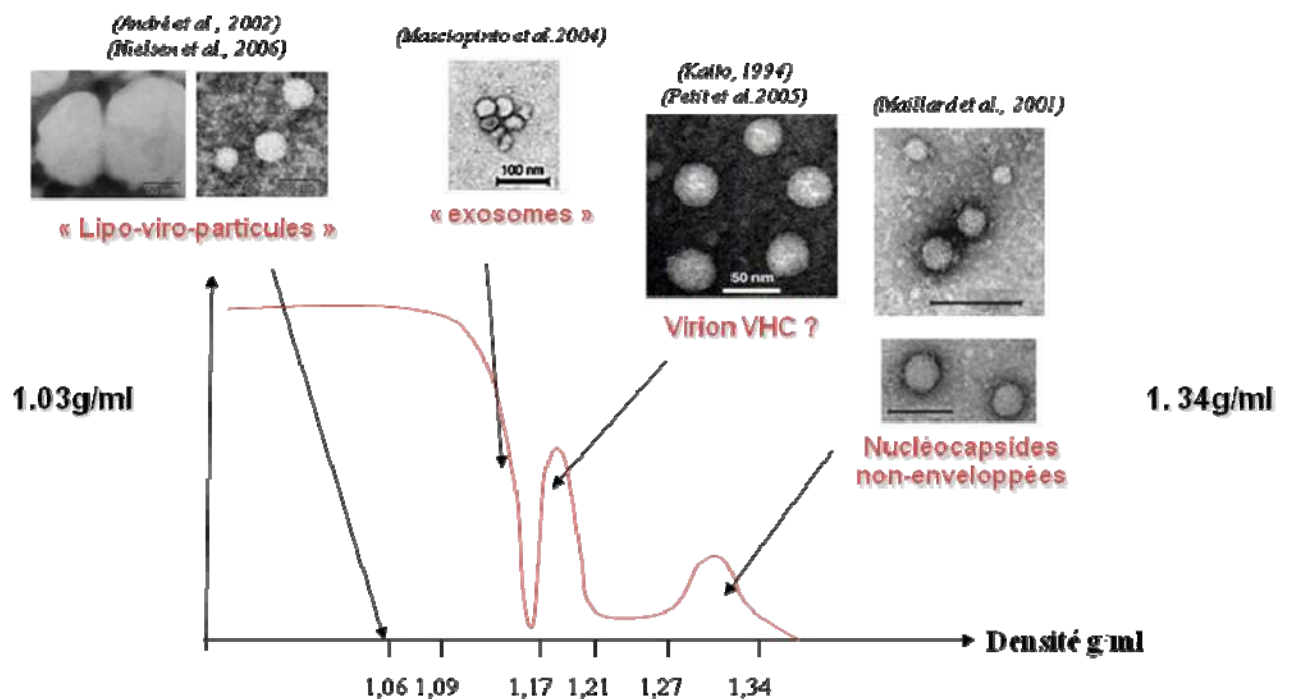 (André et al , 2002)
(Nielsen et al., 2006)
(Masciopinto et al.2004)
(Kaito, 1994)
(Petit et al.2005)
(Maillard et al., 2001)
100 nm
« Lipo-viro-particules »
« exosomes »
50 nm
Virion VHC ?
1.03g/ml
1. 34g/ml
Nucléocapsides
non-enveloppées
Densité g/ml
1,06 1,09 1,17 1,21 1,27 1,34